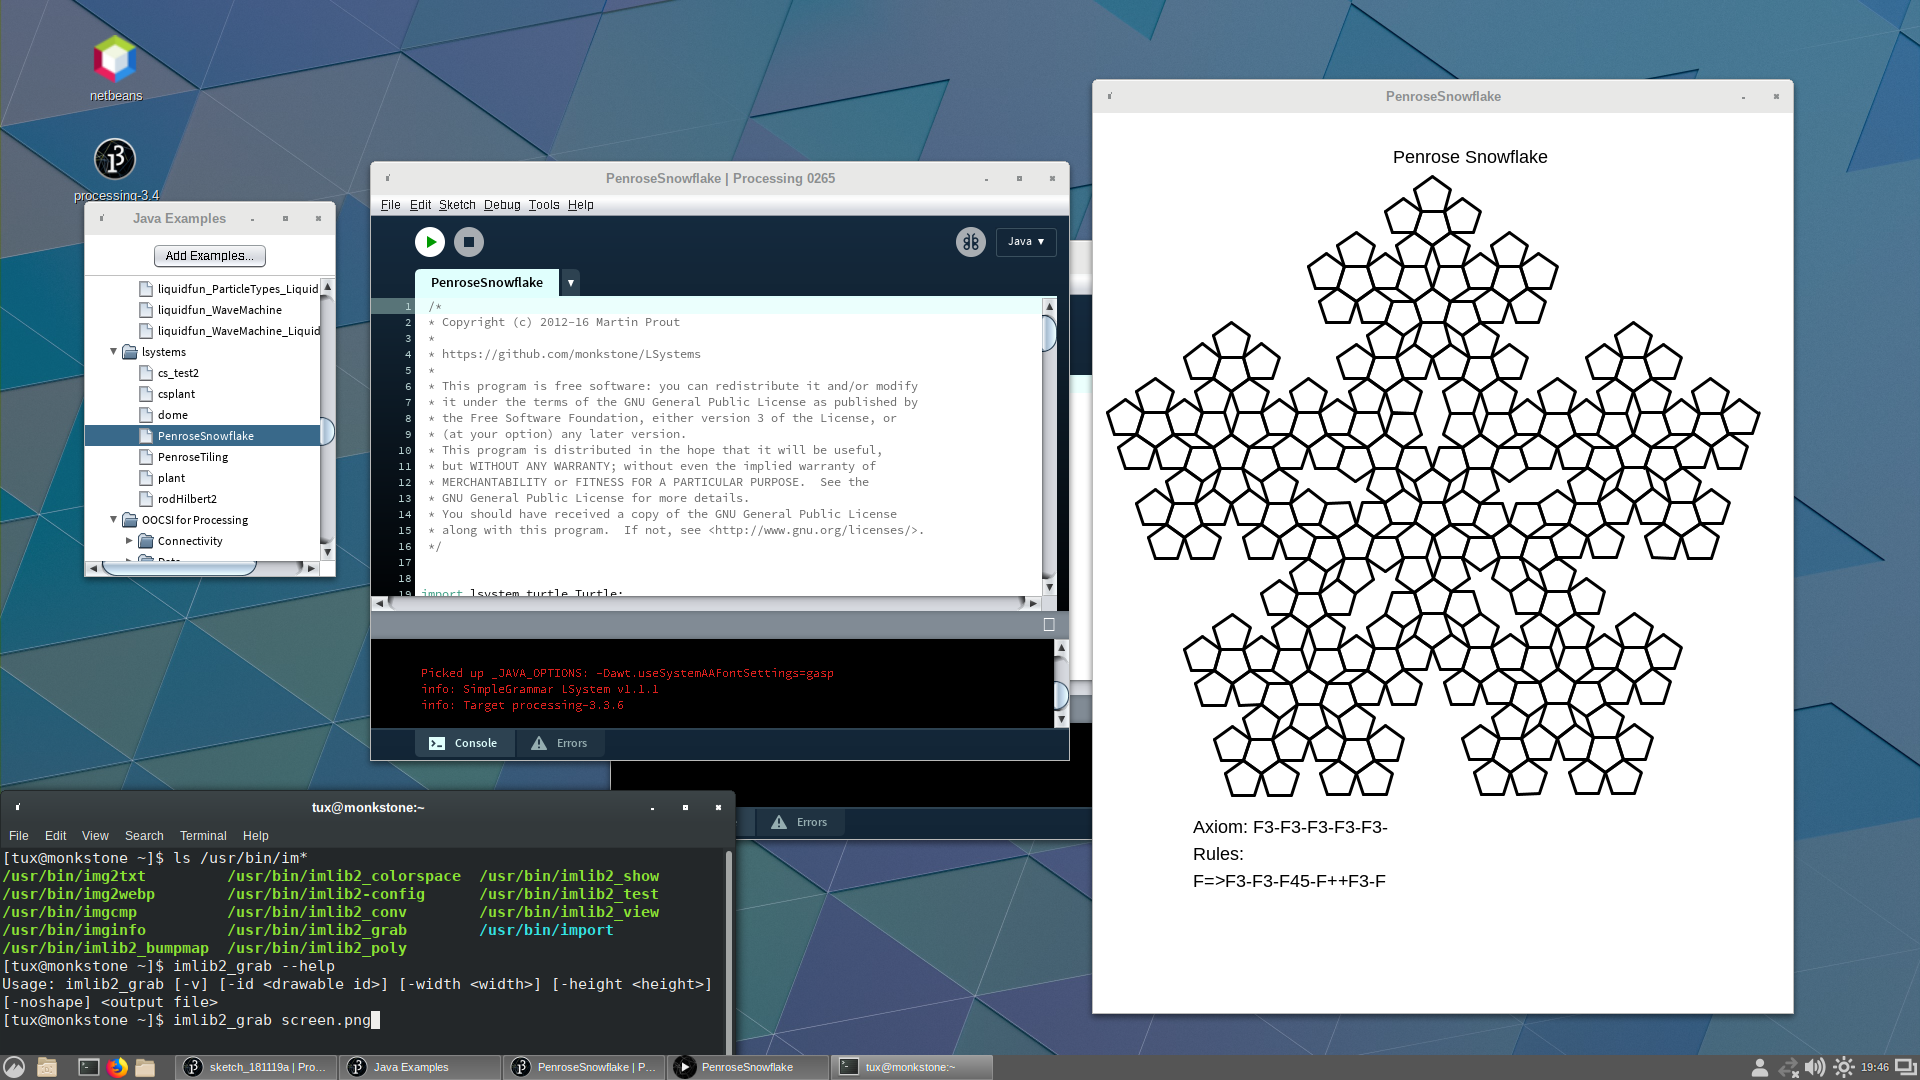 netbeans
processing-3.4
Java Examples
Add Examples...
liquidfun_ParticleTypes_Liquid
liquidfun_WaveMachine
liquidfun_WaveMachine_Liquid
lsystems
cs_test2
csplant
dome
PenroseSnowflake
PenroseTiling
plant
rodHilbert2
OOCSI for Processing
Connectivity
Data
PenroseSnowflake | Processing 0265
File Edit Sketch Debug Tools Help
Java
PenroseSnowflake
1 /*
2 * Copyright (c) 2012-16 Martin Prout
3 *
4 * https://github.com/monkstone/LSystems
5 *
6 * This program is free software: you can redistribute it and/or modify
7 * it under the terms of the GNU General Public License as published by
8 * the Free Software Foundation, either version 3 of the License, or
9 * (at your option) any later version.
10 * This program is distributed in the hope that it will be useful,
11 * but WITHOUT ANY WARRANTY; without even the implied warranty of
12 * MERCHANTABILITY or FITNESS FOR A PARTICULAR PURPOSE.  See the
13 * GNU General Public License for more details.
14 * You should have received a copy of the GNU General Public License
15 * along with this program.  If not, see <http://www.gnu.org/licenses/>.
16 */
17
18
19 import lsystem.turtle.Turtle;
Picked up _JAVA_OPTIONS: -Dawt.useSystemAAFontSettings=gasp
info: SimpleGrammar LSystem v1.1.1
info: Target processing-3.3.6
Console Errors
Errors
PenroseSnowflake
Penrose Snowflake
Axiom: F3-F3-F3-F3-F3-
Rules:
F=>F3-F3-F45-F++F3-F
tux@monkstone:~
File Edit View Search Terminal Help
[tux@monkstone ~]$ ls /usr/bin/im*
/usr/bin/img2txt /usr/bin/imlib2_colorspace /usr/bin/imlib2_show
/usr/bin/img2webp /usr/bin/imlib2-config /usr/bin/imlib2_test
/usr/bin/imgcmp /usr/bin/imlib2_conv /usr/bin/imlib2_view
/usr/bin/imginfo /usr/bin/imlib2_grab /usr/bin/import
/usr/bin/imlib2_bumpmap /usr/bin/imlib2_poly
[tux@monkstone ~]$ imlib2_grab --help
Usage: imlib2_grab [-v] [-id <drawable id>] [-width <width>] [-height <height>]
[-noshape] <output file>
[tux@monkstone ~]$ imlib2_grab screen.png
sketch_181119a | Pro... Java Examples PenroseSnowflake | P... PenroseSnowflake tux@monkstone:~ 19:46